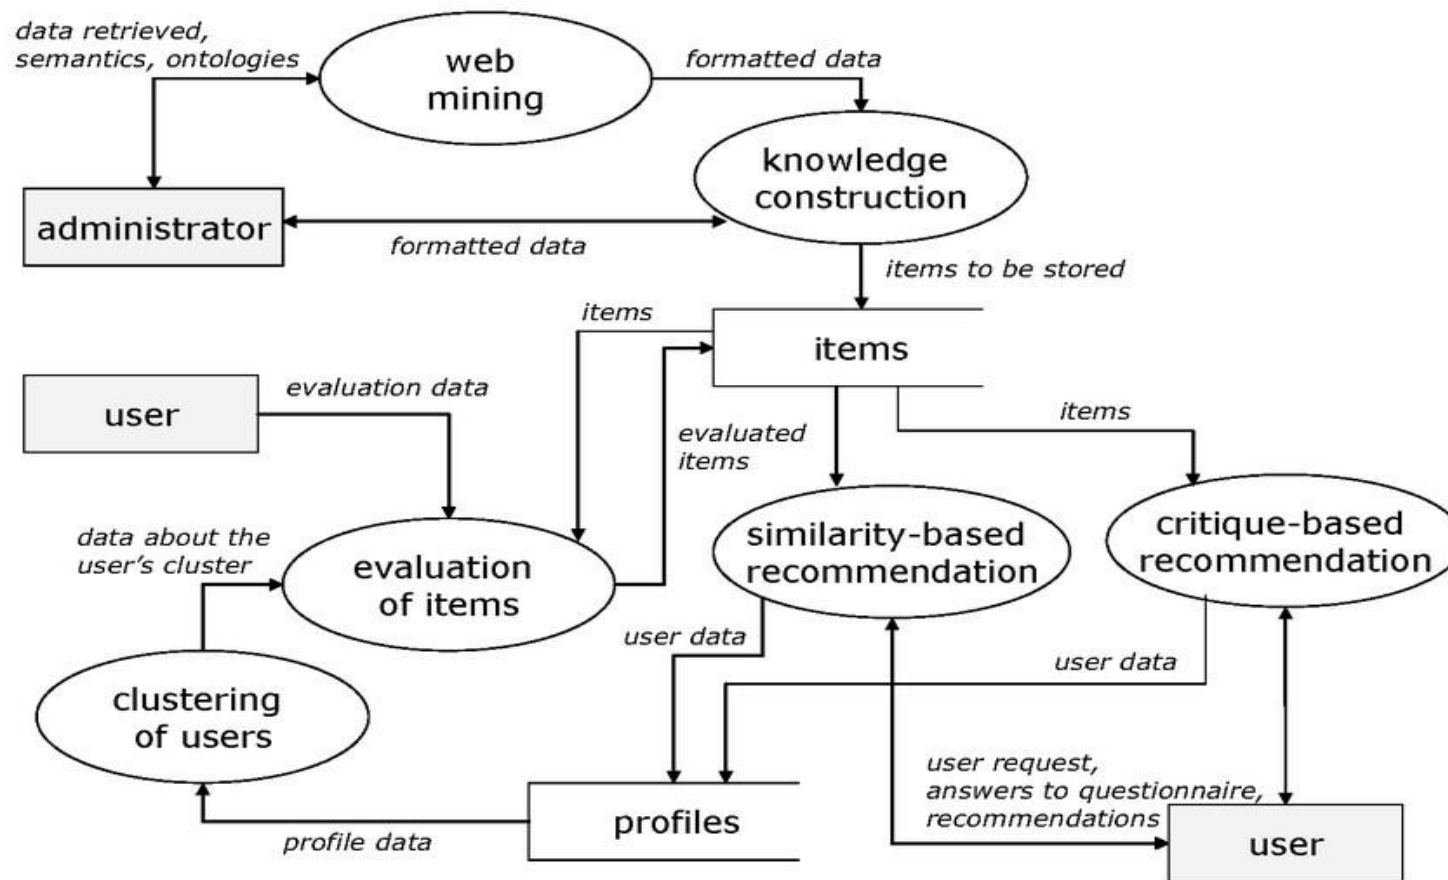 data retrieved,
semantics, ontologies
web
mining
formatted data
knowledge
construction
administrator
formatted data
items to be stored
items
items
user
evaluation data
evaluated
items
items
data about the
user's cluster
evaluation
of items
similarity-based
recommendation
critique-based
recommendation
user data
user data
clustering
of users
user request,
answers to questionnaire,
recommendations
profiles
profile data
user